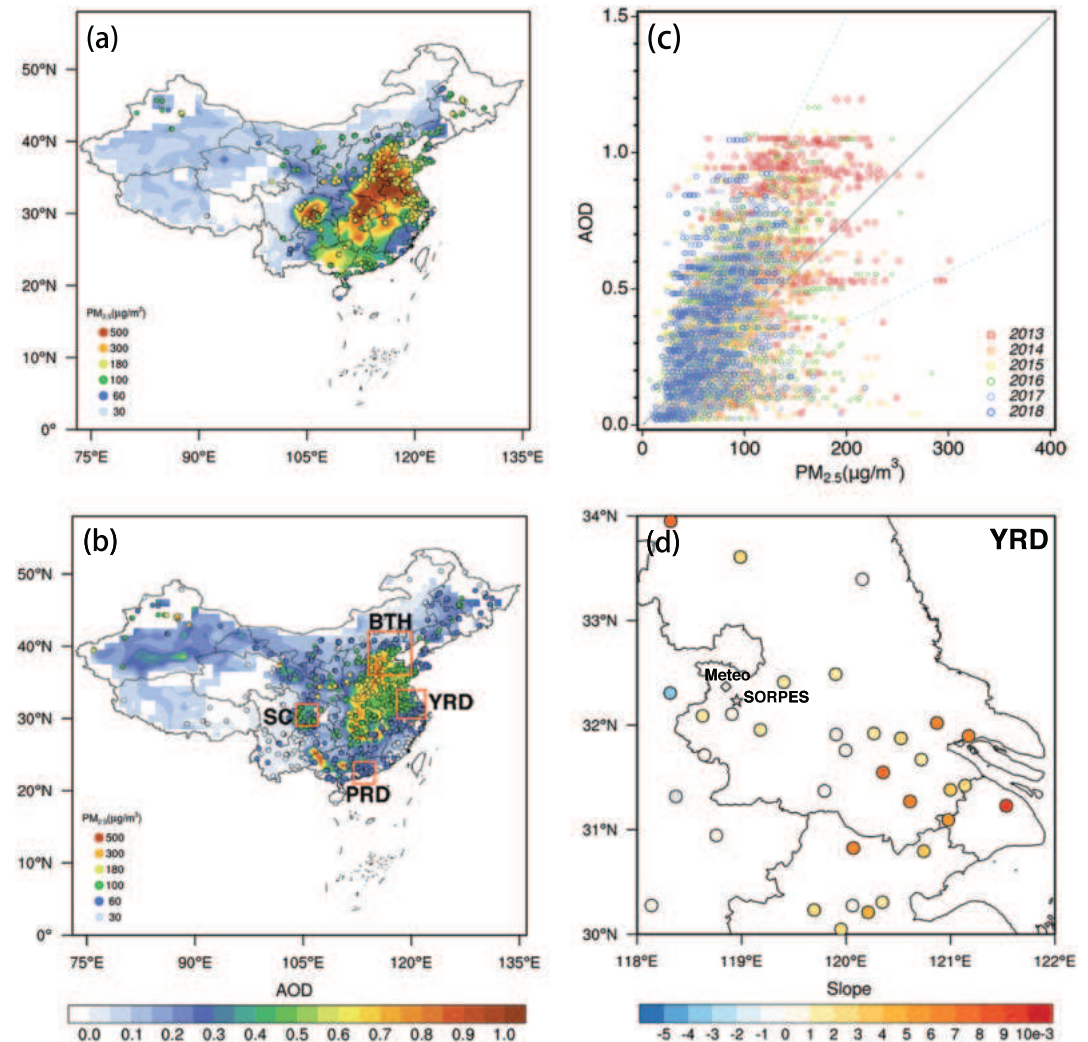 (a)
50°N
40°N
30°N
20°N
10°N
0°
PM2.5(μg/m³)
500
300
180
100
60
30
75°E 90°E 105°E 120°E 135°E
(c)
1.5
1.0
0.5
0.0
AOD
2013
2014
2015
2016
2017
2018
0 100 200 300 400
PM2.5(μg/m³)
(b)
50°N
40°N
30°N
20°N
10°N
0°
BTH
YRD
SC
PRD
PM2.5(μg/m³)
500
300
180
100
60
30
75°E 90°E 105°E 120°E 135°E
AOD
0.0 0.1 0.2 0.3 0.4 0.5 0.6 0.7 0.8 0.9 1.0
(d)
YRD
34°N
33°N
32°N
31°N
30°N
Meteo
SORPES
118°E 119°E 120°E 121°E 122°E
Slope
-5 -4 -3 -2 -1 0 1 2 3 4 5 6 7 8 9 10e-3